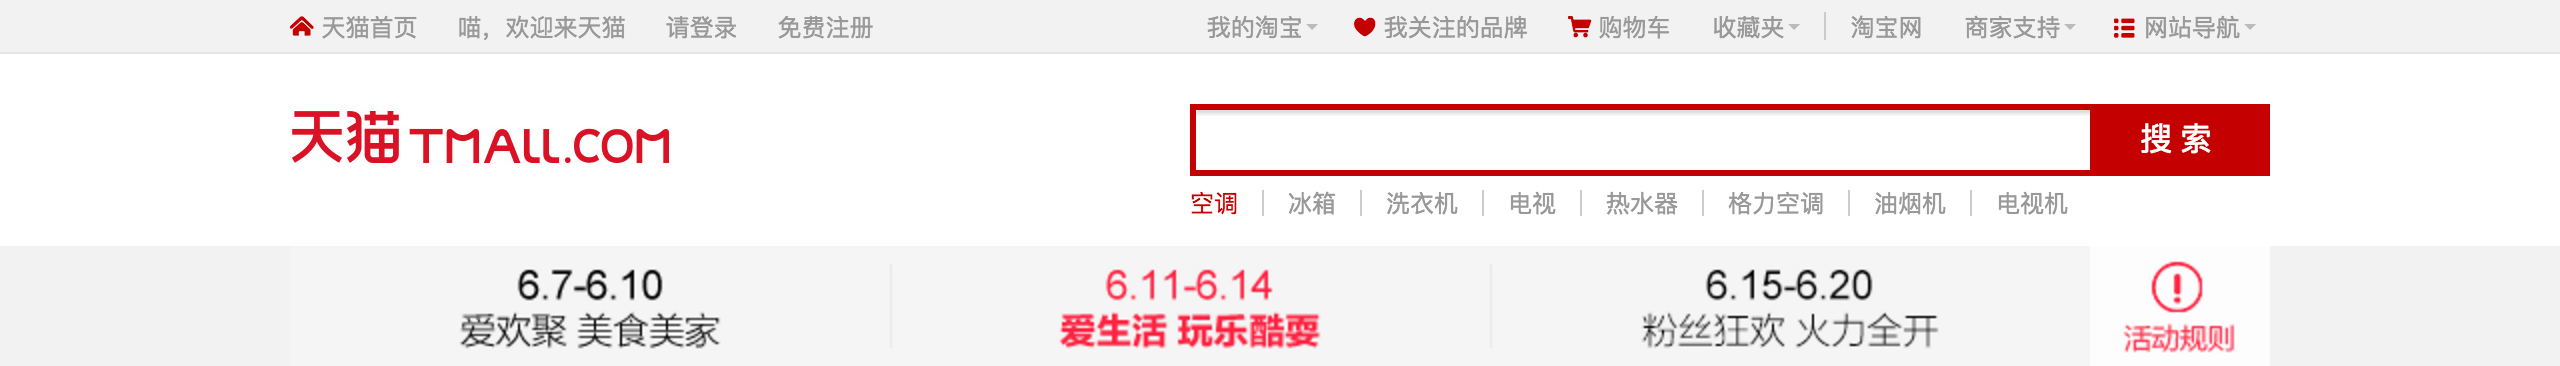 天猫首页 喵，欢迎来天猫 请登录 免费注册 我的淘宝 我关注的品牌 购物车 收藏夹 淘宝网 商家支持 网站导航
天猫 TMALL.COM 搜 索
空调 冰箱 洗衣机 电视 热水器 格力空调 油烟机 电视机
6.7-6.10 6.11-6.14 6.15-6.20
爱欢聚 美食美家 爱生活 玩乐酷耍 粉丝狂欢 火力全开 活动规则